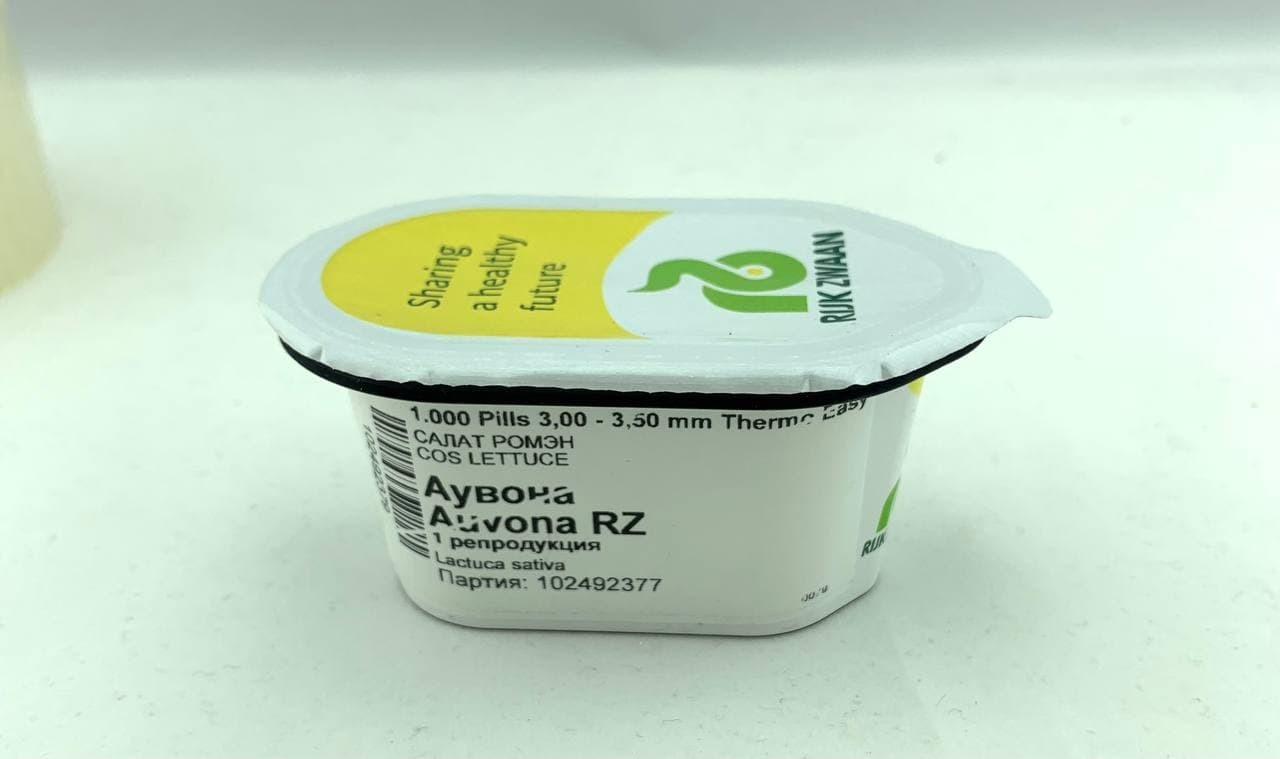 Sharing
a healthy
future
RIJK ZWAAN
1.000 Pills 3,00 - 3,50 mm Thermo Easy
САЛАТ РОМЭН
COS LETTUCE
Аувона
Auvona RZ
1 репродукция
Lactuca sativa
Партия: 102492377
RIJK